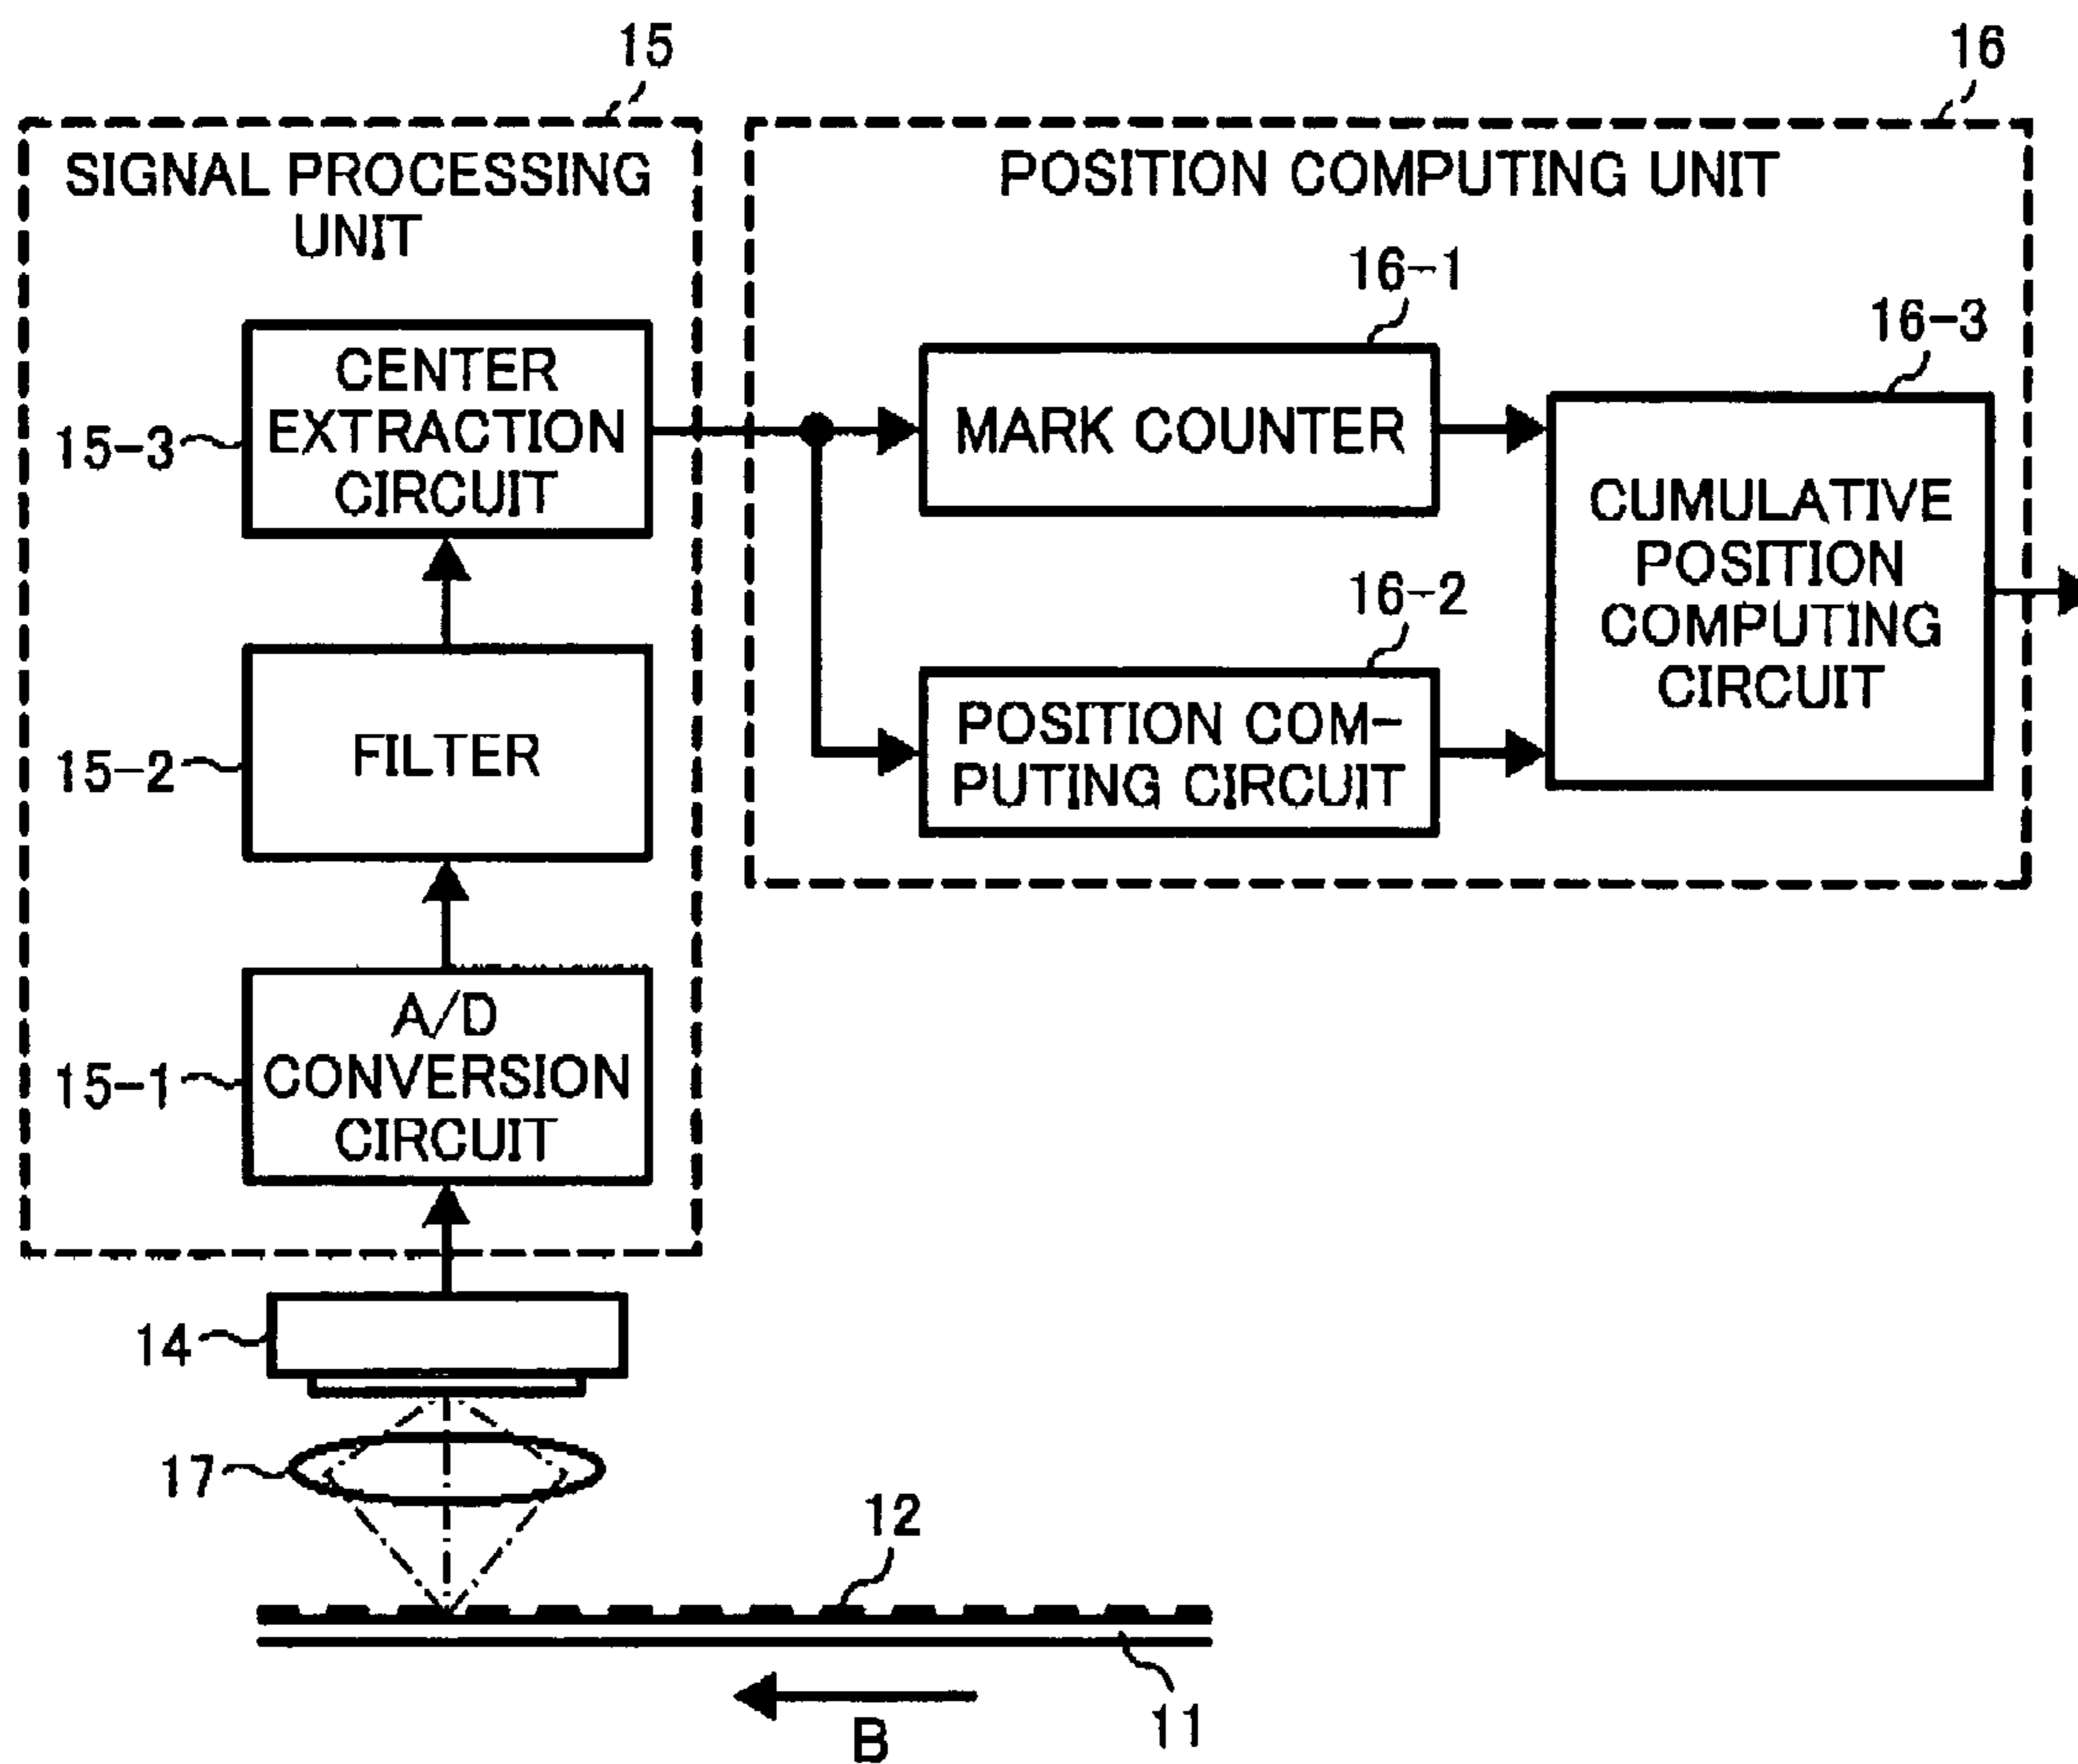 15
16
SIGNAL PROCESSING
UNIT
POSITION COMPUTING UNIT
16-1
16-3
CENTER
EXTRACTION
CIRCUIT
15-3
MARK COUNTER
CUMULATIVE
POSITION
COMPUTING
CIRCUIT
16-2
POSITION COM-
PUTING CIRCUIT
15-2
FILTER
A/D
CONVERSION
CIRCUIT
15-1
14
17
12
11
B